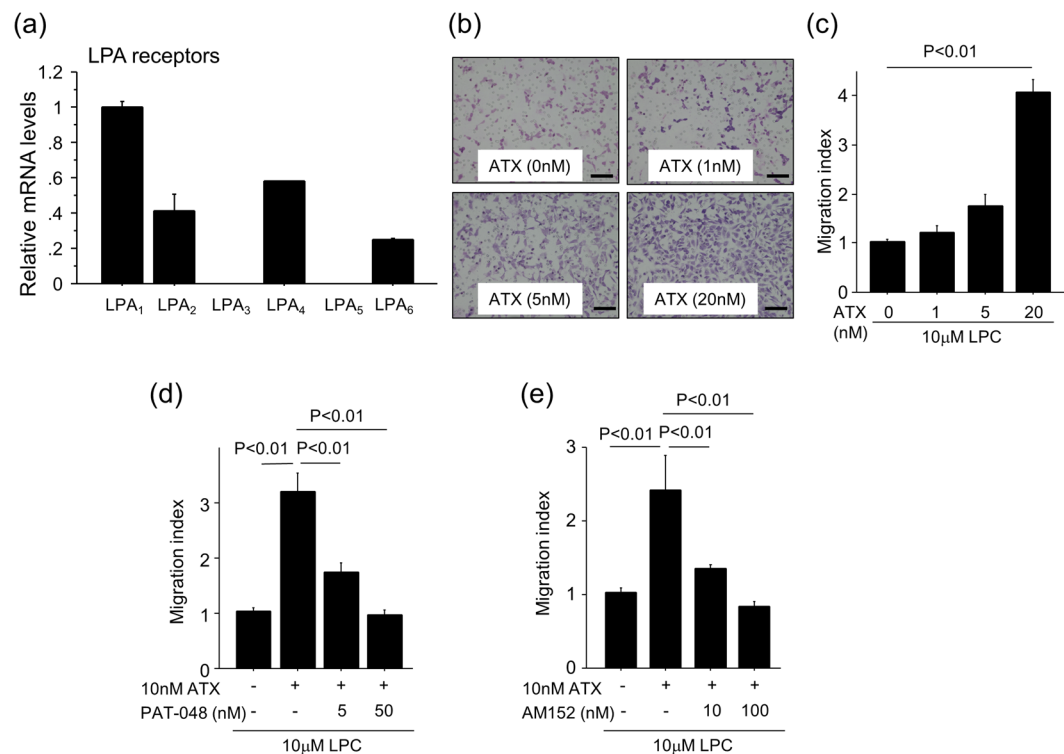 (a)
LPA receptors
Relative mRNA levels
1.2
1
.8
.6
.4
.2
0
LPA₁ LPA₂ LPA₃ LPA₄ LPA₅ LPA₆
(b)
ATX (0nM) ATX (1nM)
ATX (5nM) ATX (20nM)
(c)
P<0.01
Migration index
4
3
2
1
0
ATX (nM) 0 1 5 20
10μM LPC
(d)
P<0.01
P<0.01 P<0.01
Migration index
3
2
1
0
10nM ATX - + + +
PAT-048 (nM) - - 5 50
10μM LPC
(e)
P<0.01
P<0.01 P<0.01
Migration index
3
2
1
0
10nM ATX - + + +
AM152 (nM) - - 10 100
10μM LPC